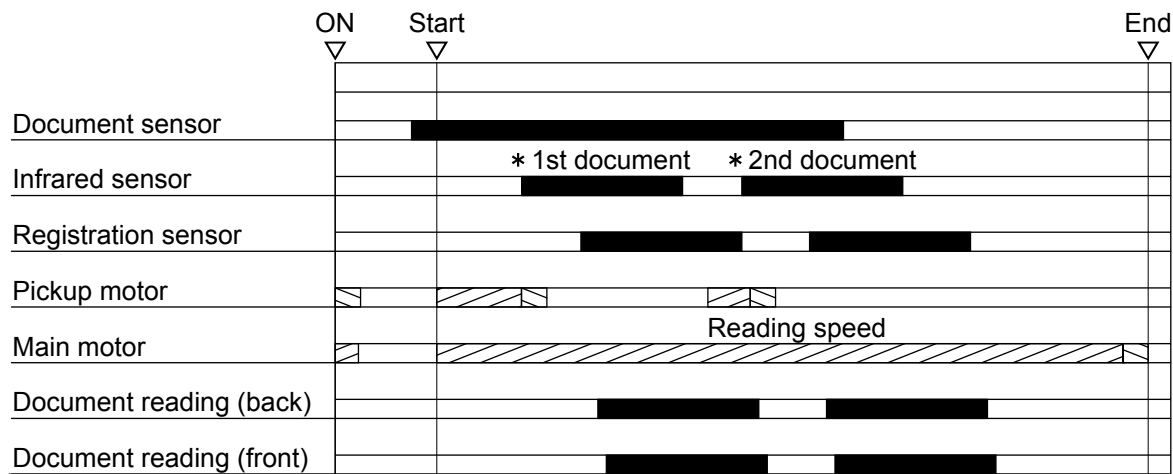 ON Start End
Document sensor
* 1st document * 2nd document
Infrared sensor
Registration sensor
Pickup motor
Reading speed
Main motor
Document reading (back)
Document reading (front)